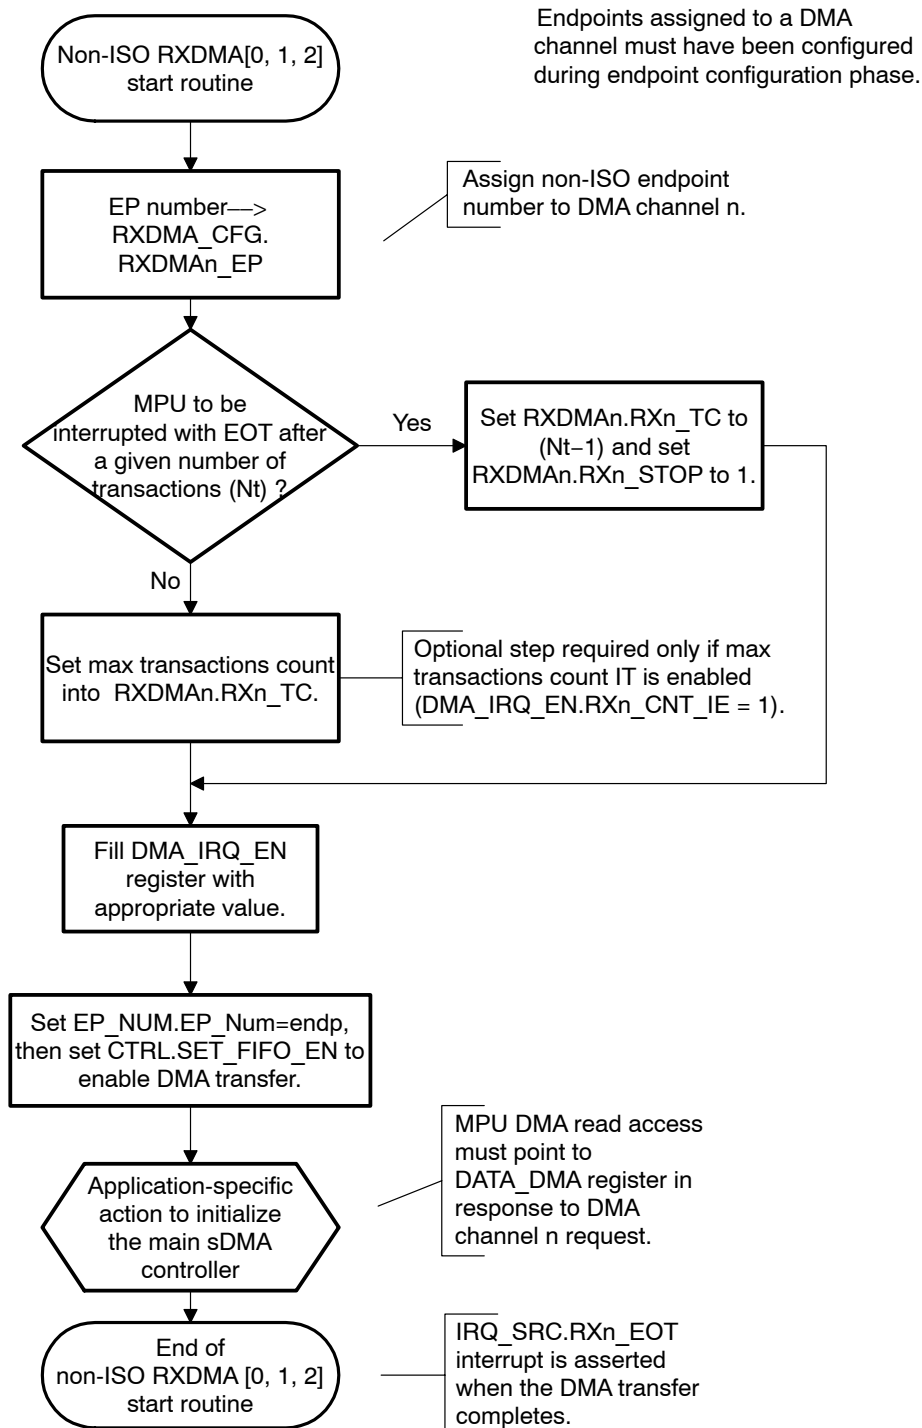 Endpoints assigned to a DMA
channel must have been configured
during endpoint configuration phase.
Non-ISO RXDMA[0, 1, 2]
start routine
EP number−−>
RXDMA_CFG.
RXDMAn_EP
Assign non-ISO endpoint
number to DMA channel n.
MPU to be
interrupted with EOT after
a given number of
transactions (Nt) ?
Yes
Set RXDMAn.RXn_TC to
(Nt−1) and set
RXDMAn.RXn_STOP to 1.
No
Set max transactions count
into RXDMAn.RXn_TC.
Optional step required only if max
transactions count IT is enabled
(DMA_IRQ_EN.RXn_CNT_IE = 1).
Fill DMA_IRQ_EN
register with
appropriate value.
Set EP_NUM.EP_Num=endp,
then set CTRL.SET_FIFO_EN to
enable DMA transfer.
Application-specific
action to initialize
the main sDMA
controller
MPU DMA read access
must point to
DATA_DMA register in
response to DMA
channel n request.
End of
non-ISO RXDMA [0, 1, 2]
start routine
IRQ_SRC.RXn_EOT
interrupt is asserted
when the DMA transfer
completes.